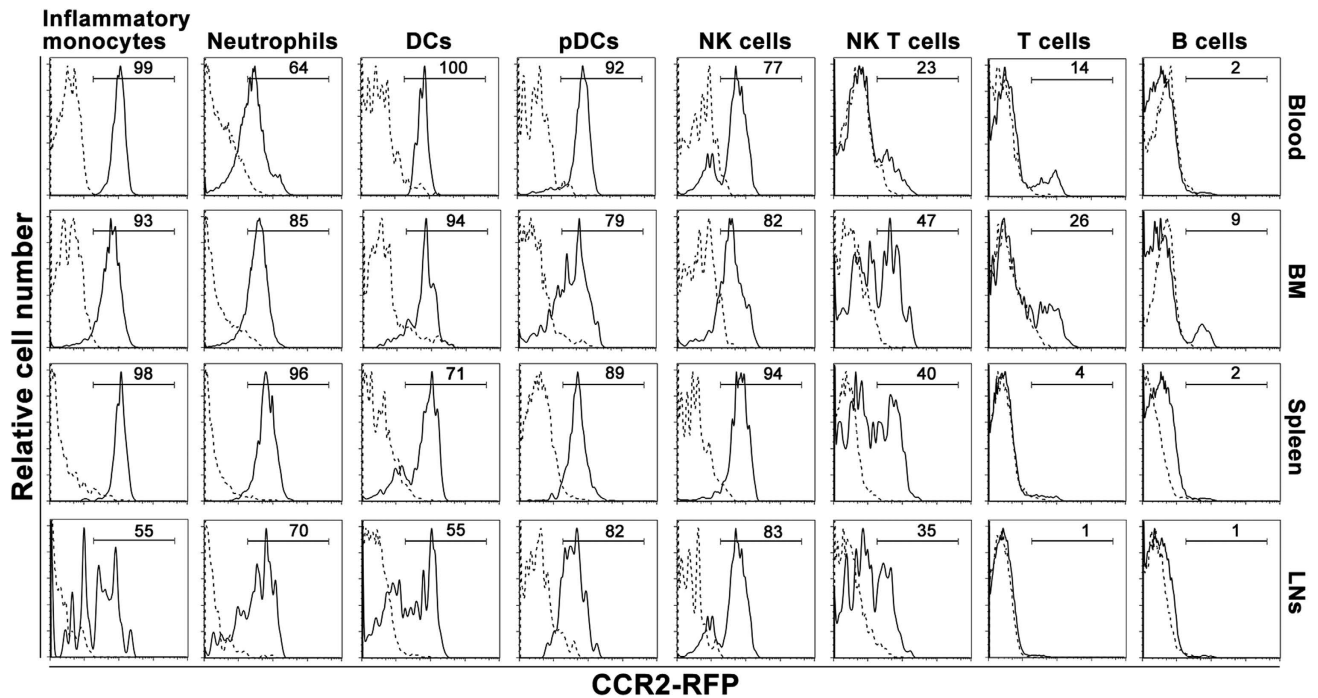 Inflammatory
monocytes Neutrophils DCs pDCs NK cells NK T cells T cells B cells
99 64 100 92 77 23 14 2
Blood
93 85 94 79 82 47 26 9
BM
98 96 71 89 94 40 4 2
Spleen
55 70 55 82 83 35 1 1
LNs
Relative cell number
CCR2-RFP